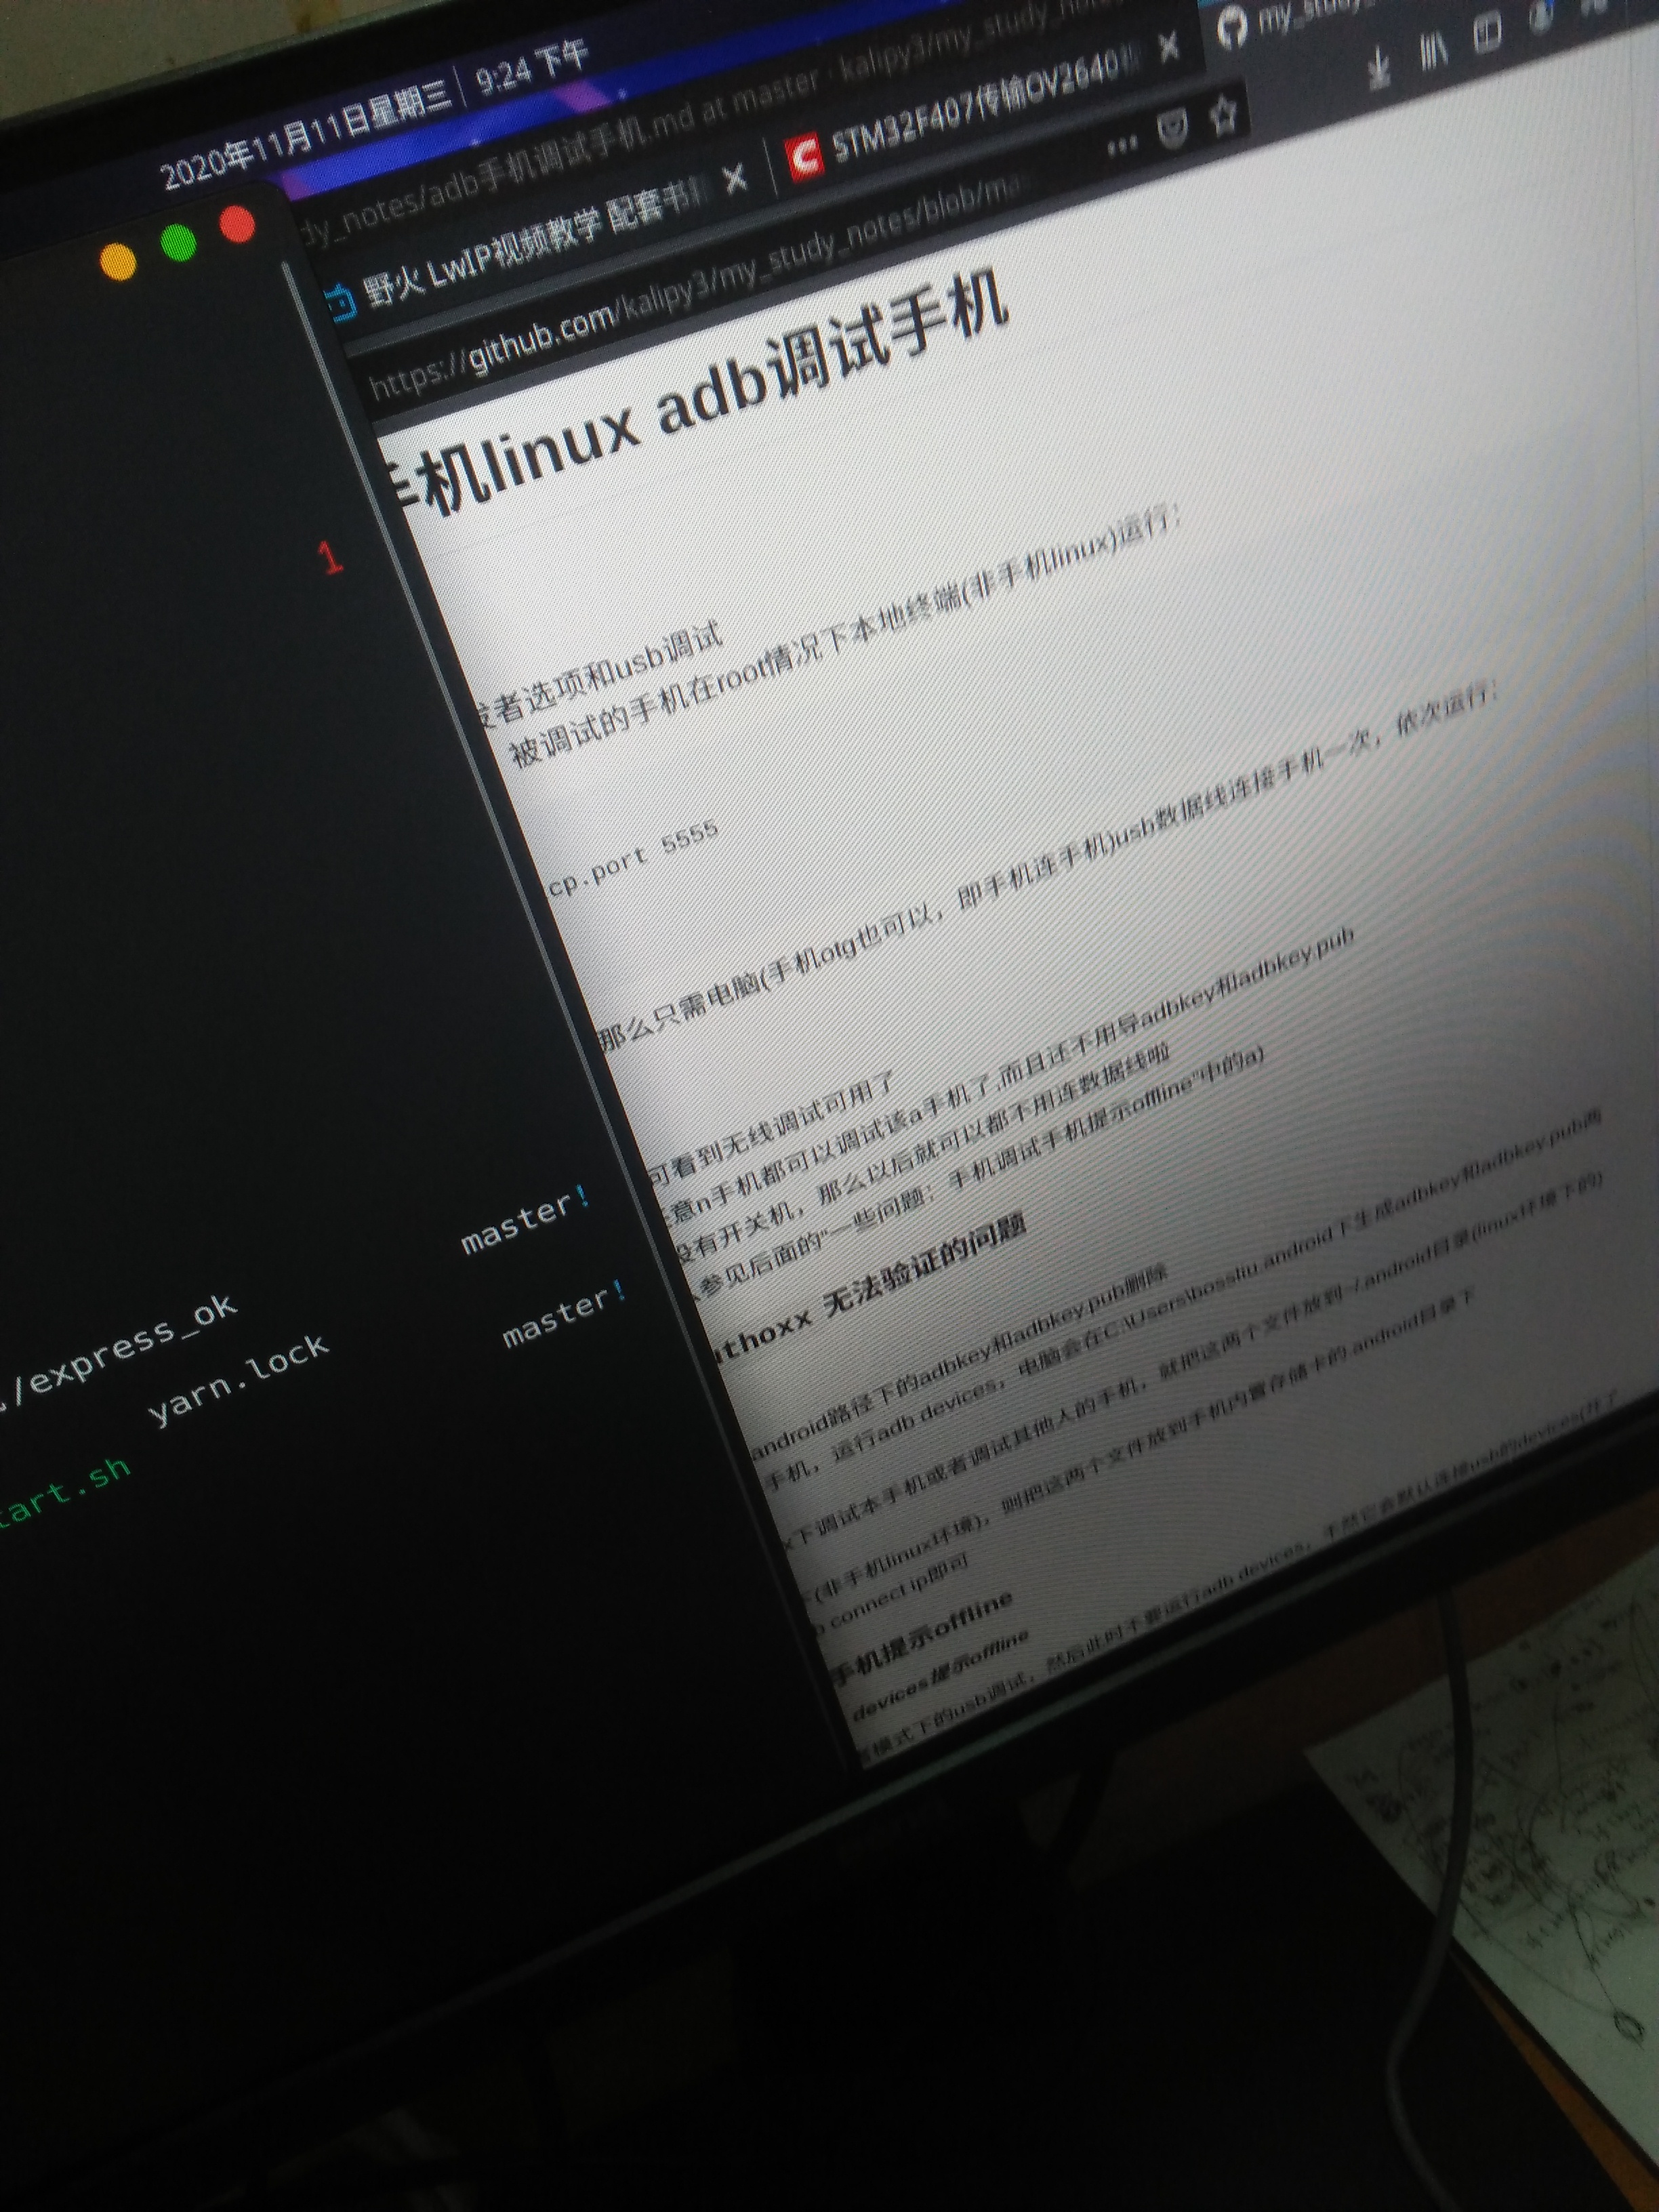 2020年11月11日星期三 9:24 下午
dy_notes/adb手机调试手机.md at master · kalipy3/my_study_notes
野火 LwIP视频教学 配套书
STM32F407传输OV2640
my_study_
https://github.com/kalipy3/my_study_notes/blob/ma
手机linux adb调试手机
1
发者选项和usb调试
被调试的手机在root情况下本地终端(非手机linux)运行：
cp.port 5555
那么只需电脑(手机otg也可以，即手机连手机)usb数据线连接手机一次，依次运行：
可看到无线调试可用了
意n手机都可以调试该a手机了,而且还不用导adbkey和adbkey.pub
没有开关机，那么以后就可以都不用连数据线啦
参见后面的"一些问题：手机调试手机提示offline"中的a)
uthoxx 无法验证的问题
android路径下的adbkey和adbkey.pub删除
手机，运行adb devices，电脑会在C:\Users\bossliu.android下生成adbkey和adbkey.pub两
x下调试本手机或者调试其他人的手机，就把这两个文件放到~/.android目录(linux环境下的)
(非手机linux环境)，则把这两个文件放到手机内置存储卡的.android目录下
connect ip即可
手机提示offline
devices提示offline
模式下的usb调试，然后此时不要运行adb devices，不然它会默认连接usb的devices(开了
master!
/express_ok
master!
yarn.lock
tart.sh